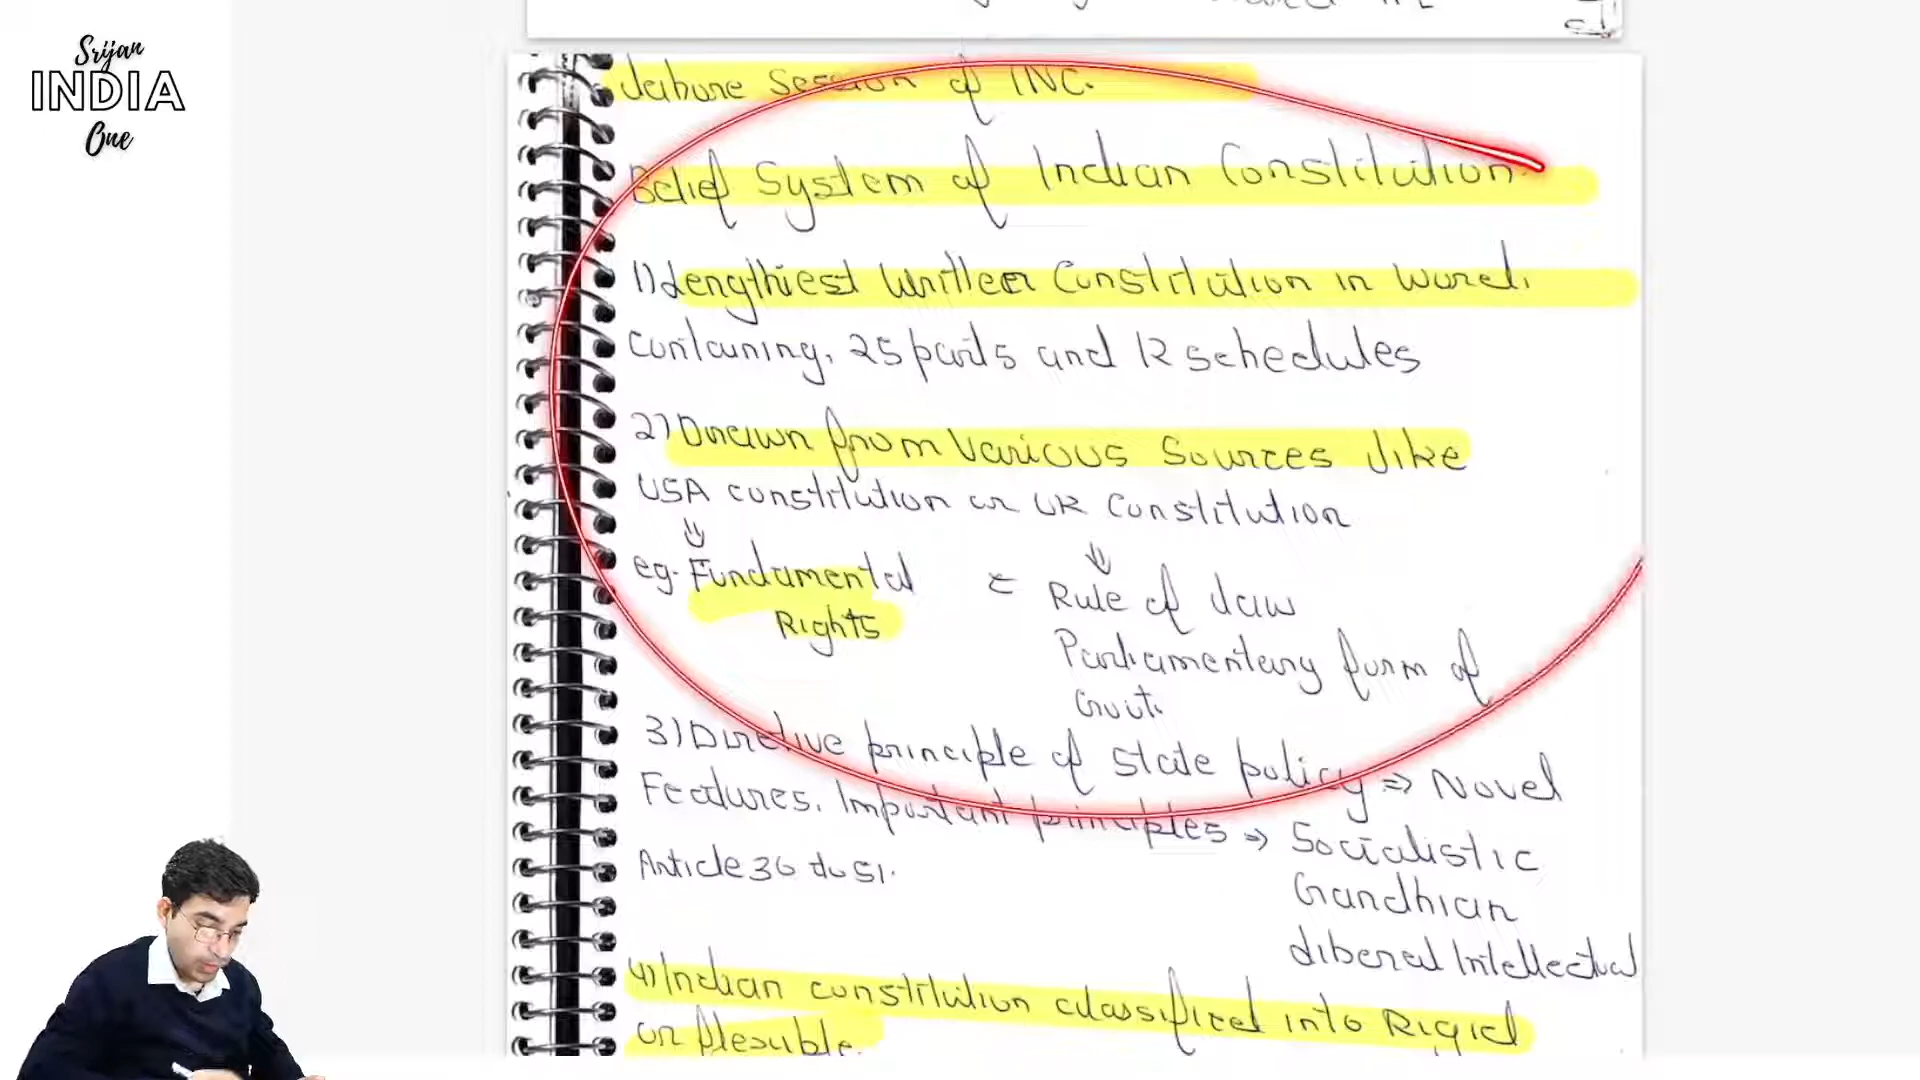 Srijan
INDIA
One
Lahore Session of INC.
Belief System of Indian Constitution.
1) Lengthiest Written Constitution in World.
Containing, 25 parts and 12 schedules
2) Drawn from Various Sources like
USA constitution or UK Constitution
eg. Fundamental
Rights
Rule of Law
Parliamentary form of
Govt.
3) Directive principle of State policy ⇒ Novel
Features. Important principles ⇒ Socialistic
Article 36 to 51.
Gandhian
Liberal Intellectual
4) Indian constitution classified into Rigid
or flexible.